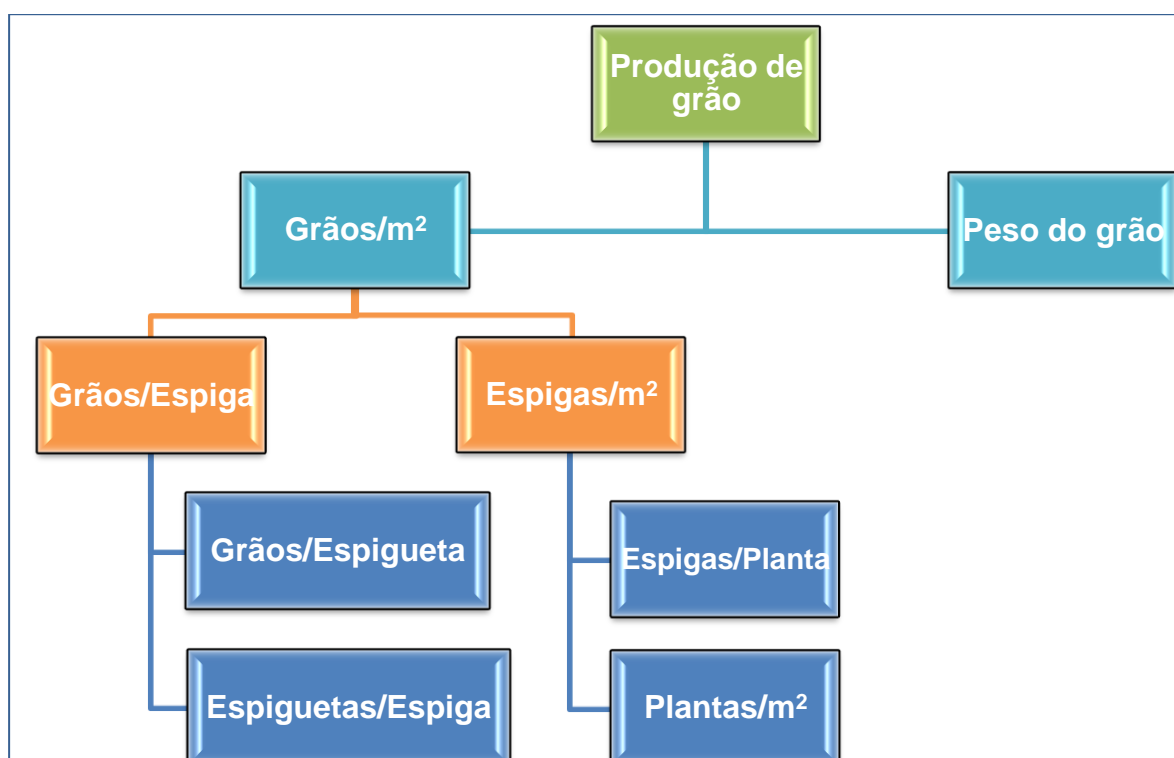 Produção de
grão
Grãos/m²
Peso do grão
Grãos/Espiga
Espigas/m²
Grãos/Espigueta
Espigas/Planta
Espiguetas/Espiga
Plantas/m²